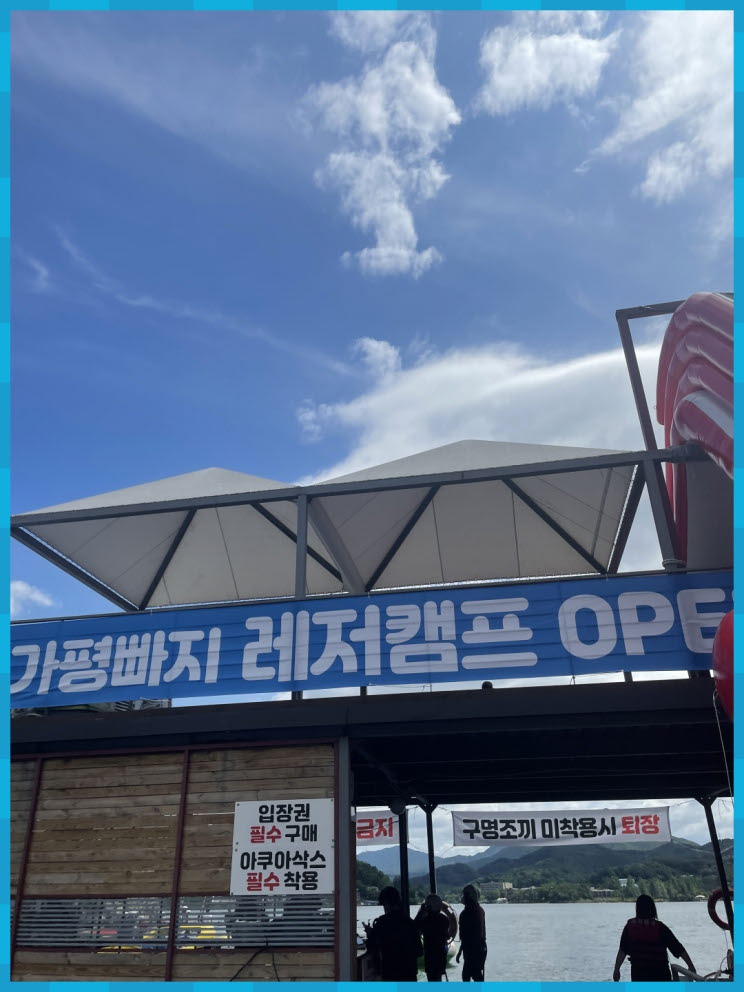 가평빠지 레저캠프 OPE
입장권
필수 구매
아쿠아삭스
필수 착용
금지
구명조끼 미착용시 퇴장